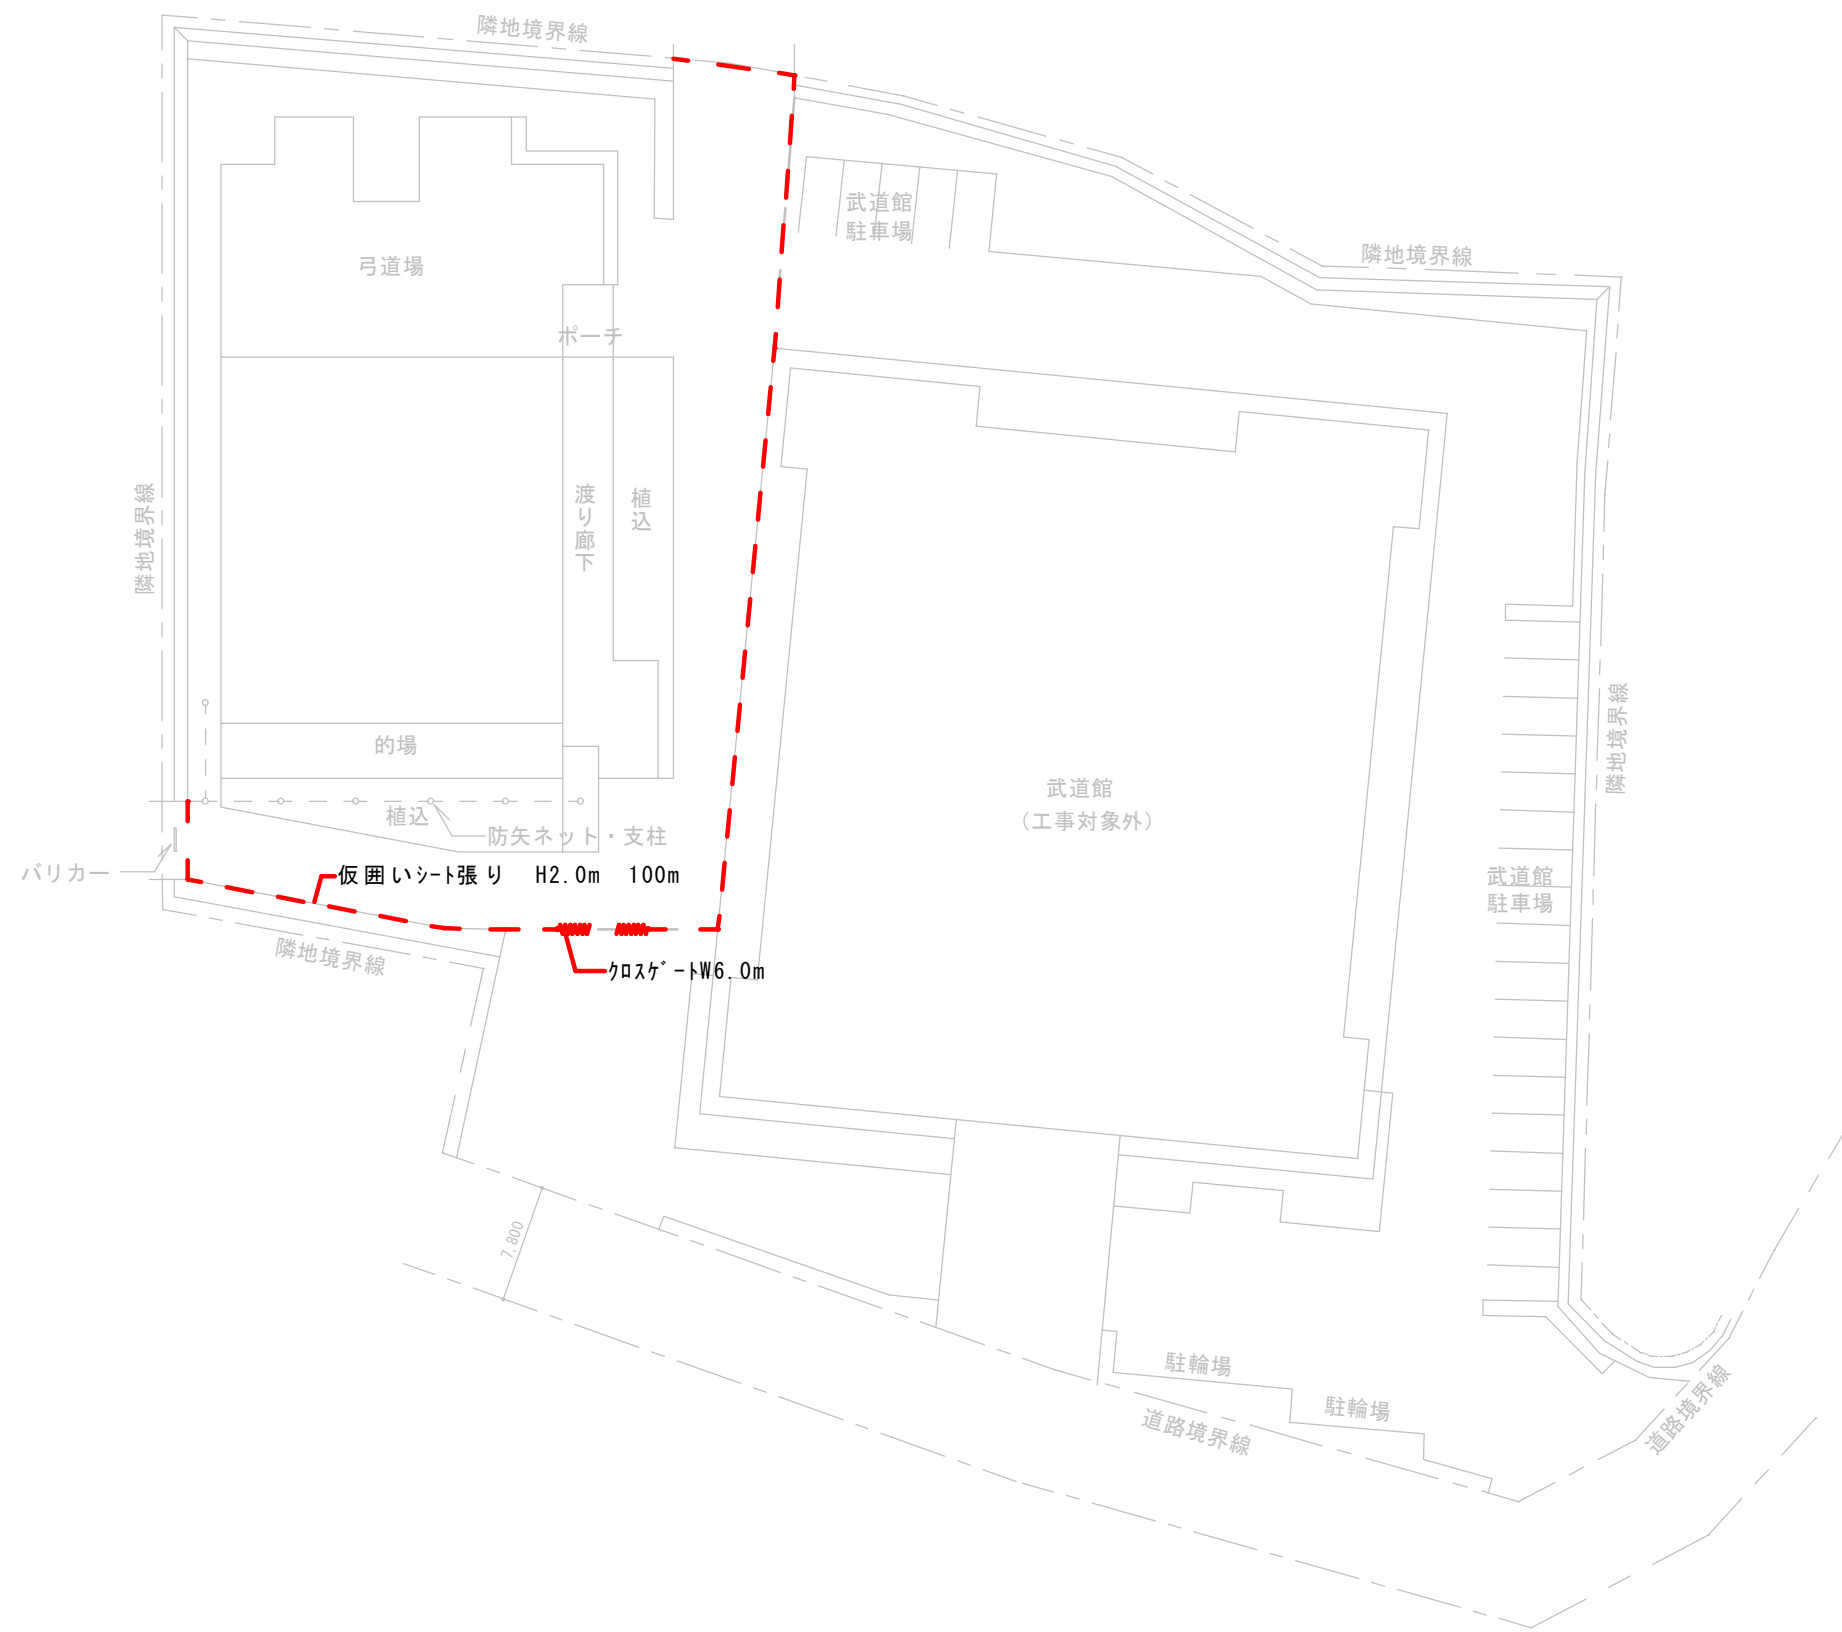 隣地境界線
武道館
駐車場
隣地境界線
弓道場
ポーチ
隣地境界線
渡り廊下
植込
隣地境界線
的場
武道館
(工事対象外)
植込
防矢ネット・支柱
バリカー
仮囲いシート張り H2.0m 100m
武道館
駐車場
隣地境界線
クロスゲートW6.0m
7,800
駐輪場
駐輪場
道路境界線
道路境界線